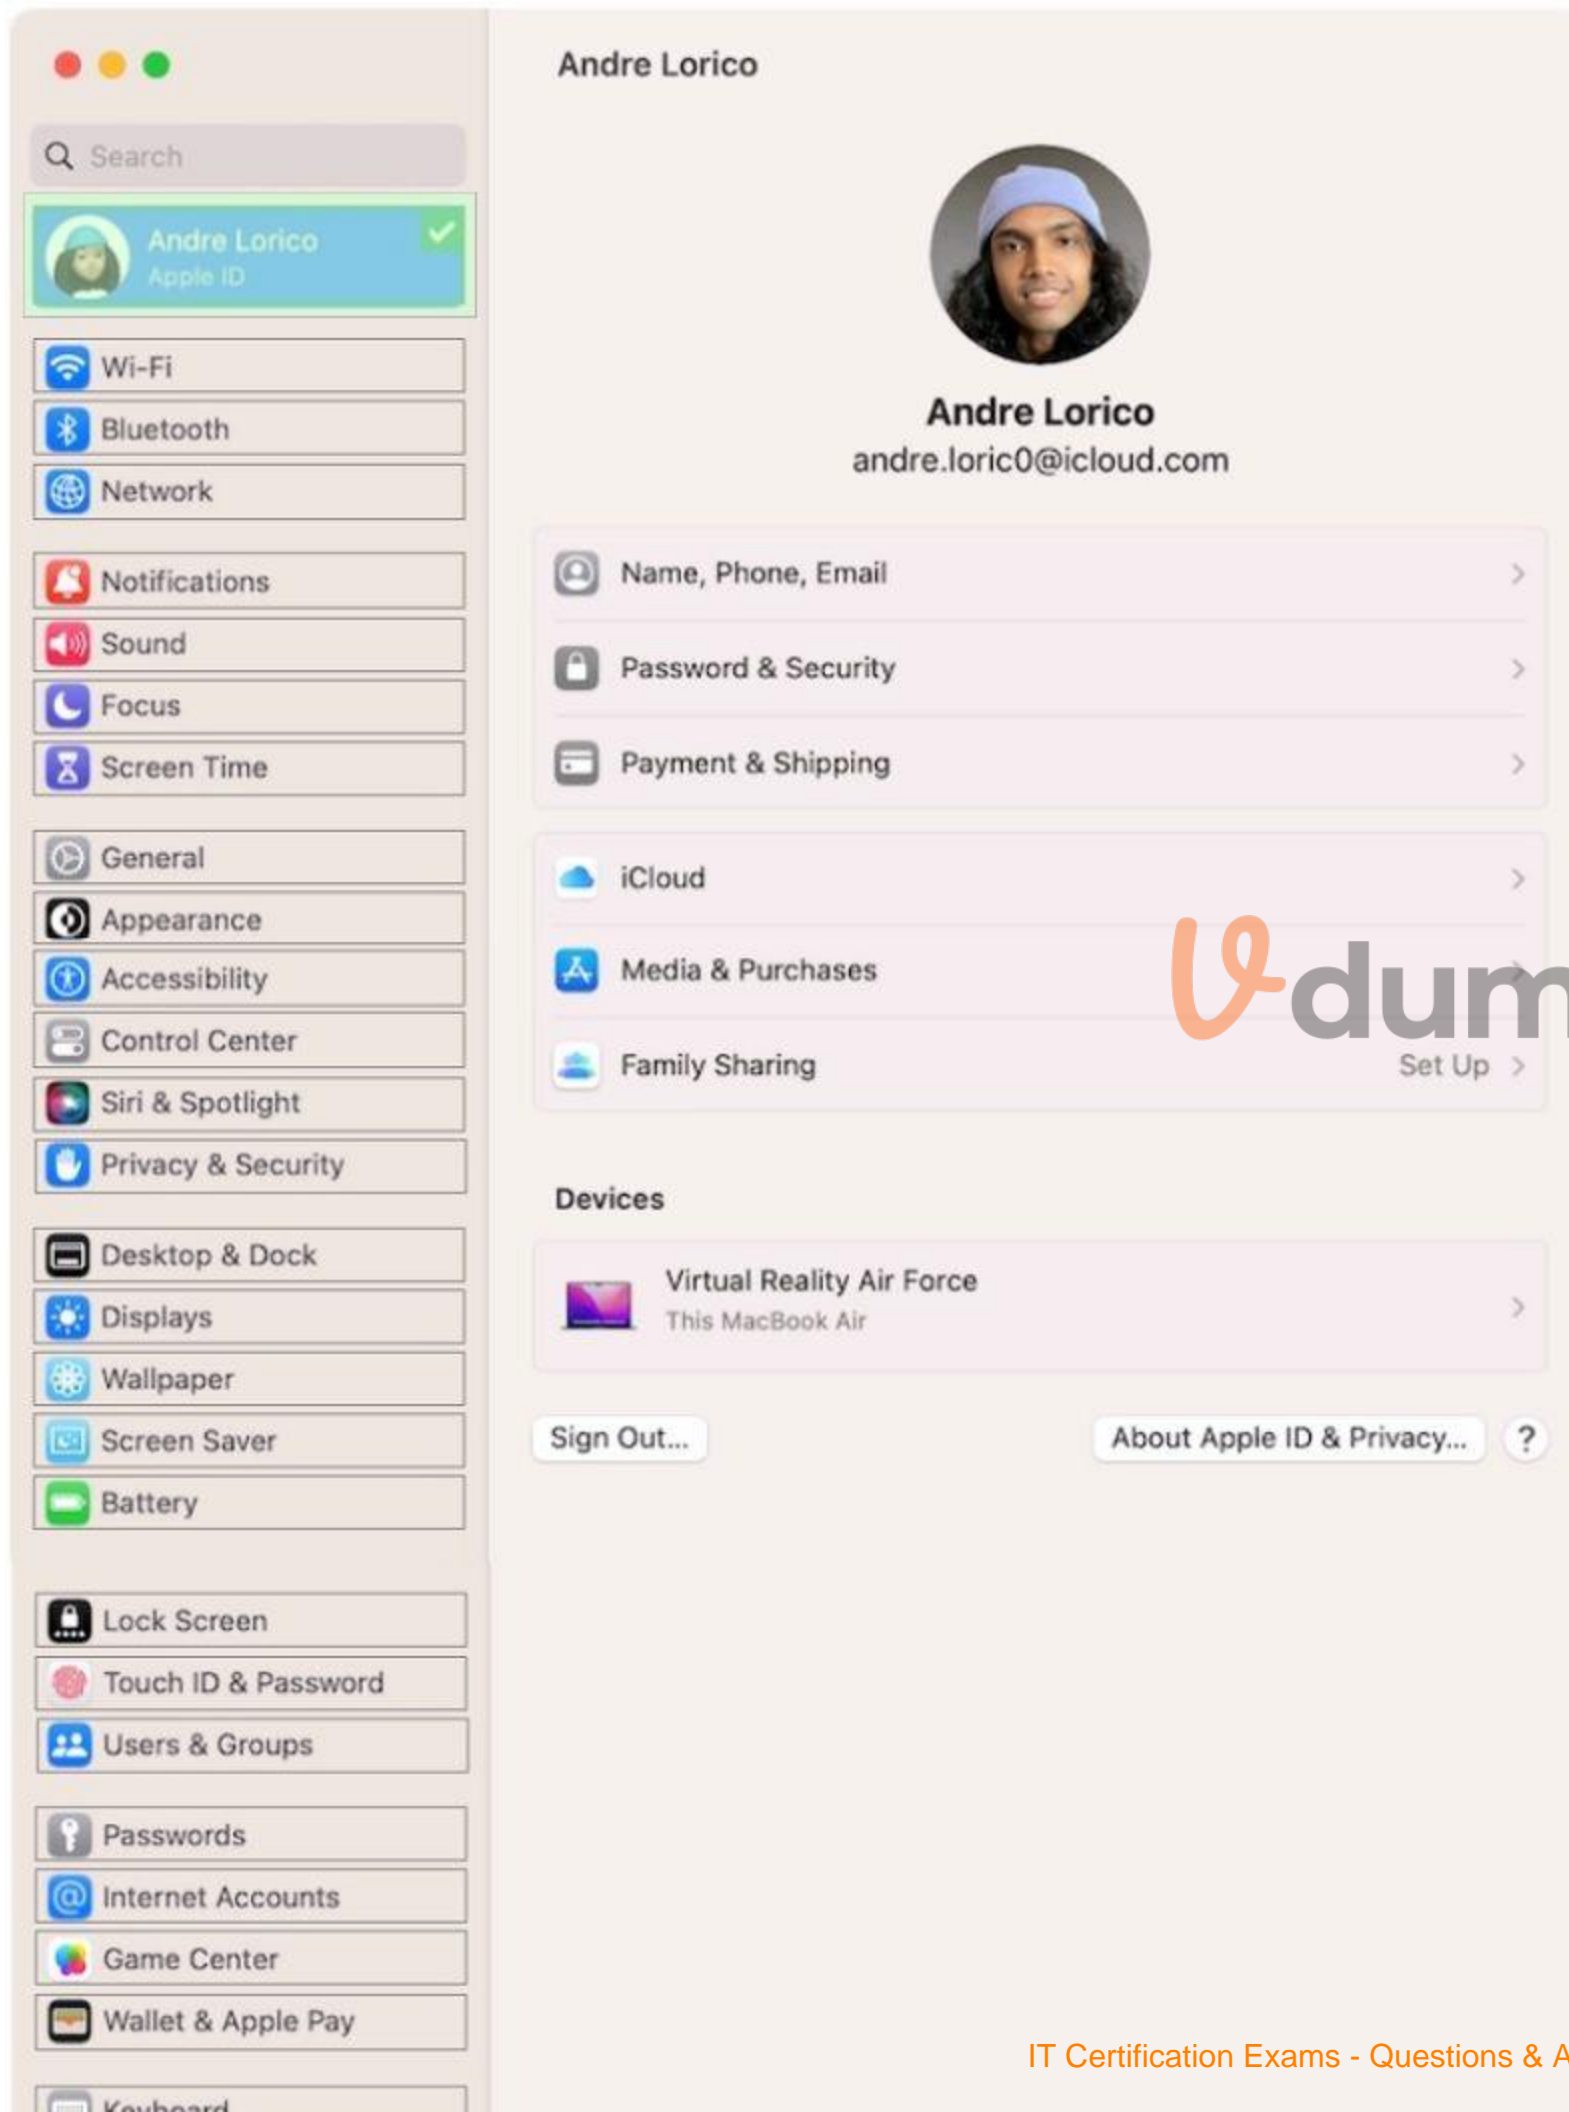 Andre Lorico
Search
Andre Lorico
Apple ID
Wi-Fi
Bluetooth
Network
Notifications
Sound
Focus
Screen Time
General
Appearance
Accessibility
Control Center
Siri & Spotlight
Privacy & Security
Desktop & Dock
Displays
Wallpaper
Screen Saver
Battery
Lock Screen
Touch ID & Password
Users & Groups
Passwords
Internet Accounts
Game Center
Wallet & Apple Pay
Keyboard
Andre Lorico
andre.loric0@icloud.com
Name, Phone, Email
Password & Security
Payment & Shipping
iCloud
Media & Purchases
Family Sharing Set Up
Vdum
Devices
Virtual Reality Air Force
This MacBook Air
Sign Out... About Apple ID & Privacy... ?
IT Certification Exams - Questions & A